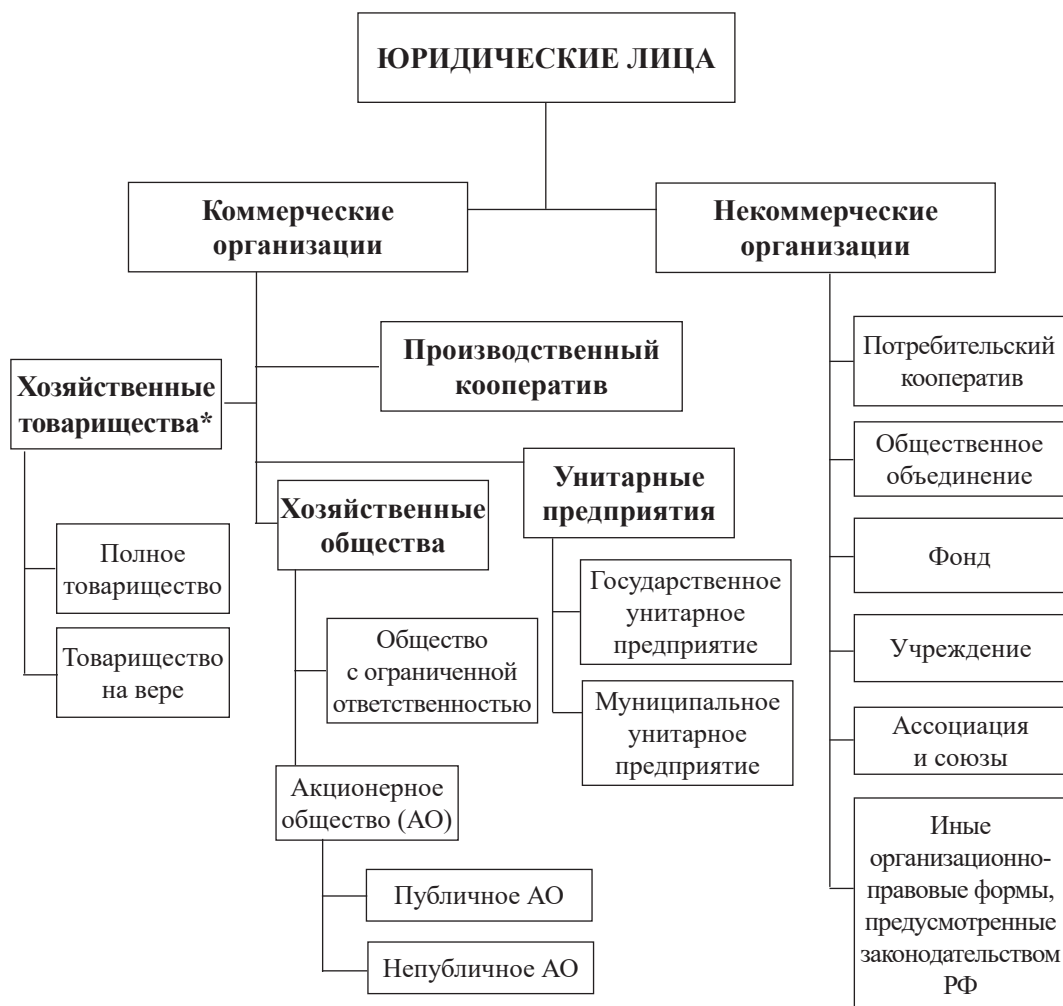 ЮРИДИЧЕСКИЕ ЛИЦА
Коммерческие
организации
Некоммерческие
организации
Производственный
кооператив
Хозяйственные
товарищества*
Полное
товарищество
Товарищество
на вере
Хозяйственные
общества
Общество
с ограниченной
ответственностью
Акционерное
общество (АО)
Публичное АО
Непубличное АО
Унитарные
предприятия
Государственное
унитарное
предприятие
Муниципальное
унитарное
предприятие
Потребительский
кооператив
Общественное
объединение
Фонд
Учреждение
Ассоциация
и союзы
Иные
организационно-
правовые формы,
предусмотренные
законодательством
РФ